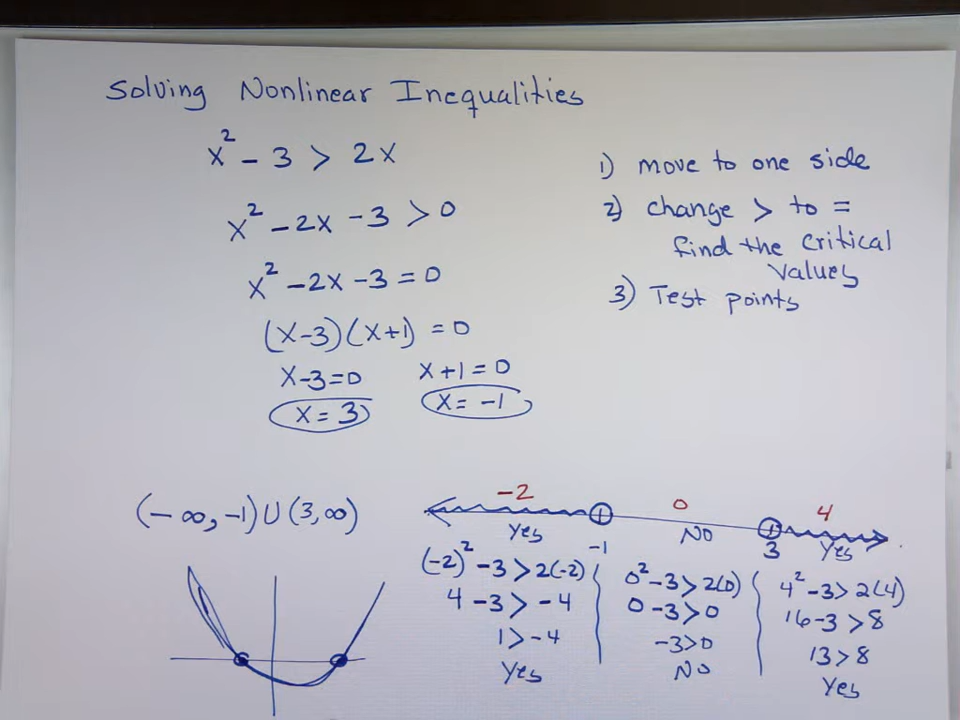 Solving Nonlinear Inequalities
x² - 3 > 2x
x² - 2x - 3 > 0
x² - 2x - 3 = 0
(x-3)(x+1) = 0
x-3=0 x+1=0
x=3 x=-1
1) move to one side
2) change > to =
find the critical
values
3) Test points
(-∞,-1)∪(3,∞)
-2 0 4
Yes No Yes
-1 3
(-2)² - 3 > 2(-2)
4 - 3 > -4
1 > -4
Yes
0² - 3 > 2(0)
0 - 3 > 0
-3 > 0
No
4² - 3 > 2(4)
16 - 3 > 8
13 > 8
Yes